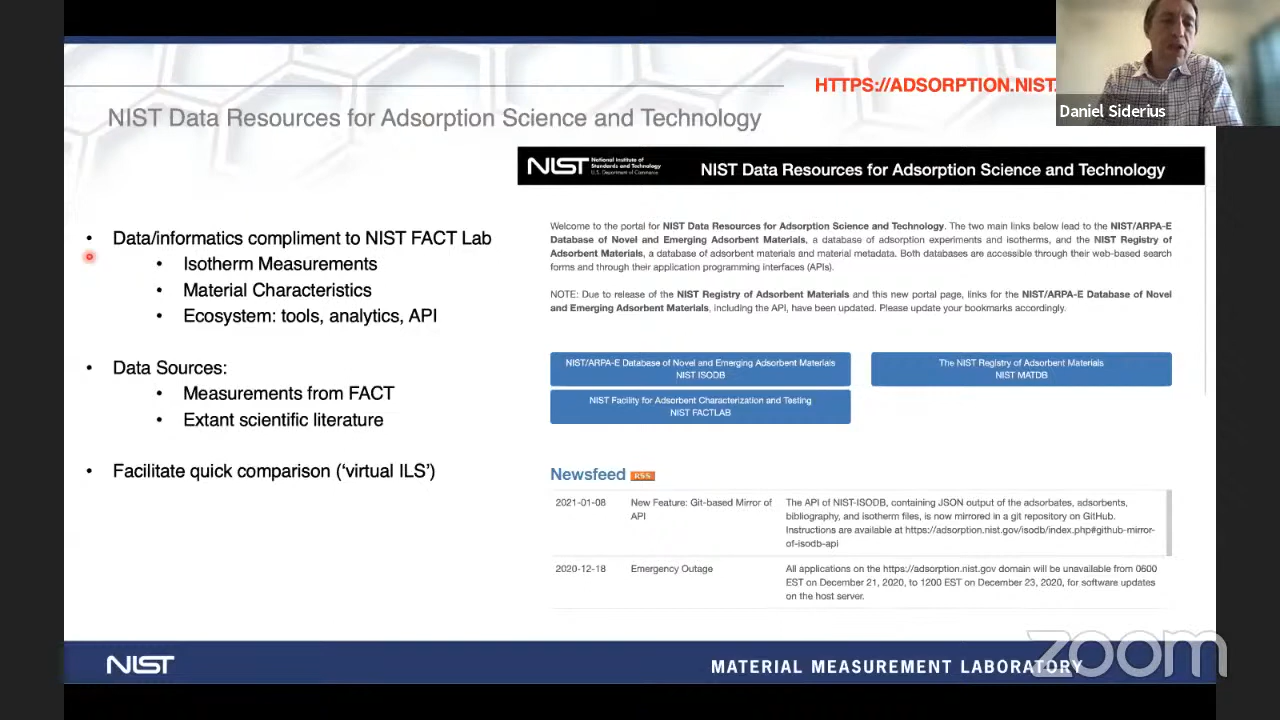 HTTPS://ADSORPTION.NIST.
Daniel Siderius
NIST Data Resources for Adsorption Science and Technology
• Data/informatics compliment to NIST FACT Lab
• Isotherm Measurements
• Material Characteristics
• Ecosystem: tools, analytics, API
• Data Sources:
• Measurements from FACT
• Extant scientific literature
• Facilitate quick comparison (‘virtual ILS’)
NIST National Institute of
Standards and Technology
U.S. Department of Commerce
NIST Data Resources for Adsorption Science and Technology
Welcome to the portal for NIST Data Resources for Adsorption Science and Technology. The two main links below lead to the NIST/ARPA-E
Database of Novel and Emerging Adsorbent Materials, a database of adsorption experiments and isotherms, and the NIST Registry of
Adsorbent Materials, a database of adsorbent materials and material metadata. Both databases are accessible through their web-based search
forms and through their application programming interfaces (APIs).
NOTE: Due to release of the NIST Registry of Adsorbent Materials and this new portal page, links for the NIST/ARPA-E Database of Novel
and Emerging Adsorbent Materials, including the API, have been updated. Please update your bookmarks accordingly.
NIST/ARPA-E Database of Novel and Emerging Adsorbent Materials
NIST ISODB
The NIST Registry of Adsorbent Materials
NIST MATDB
NIST Facility for Adsorbent Characterization and Testing
NIST FACTLAB
Newsfeed RSS
2021-01-08 New Feature: Git-based Mirror of API The API of NIST-ISODB, containing JSON output of the adsorbates, adsorbents,
bibliography, and isotherm files, is now mirrored in a git repository on GitHub.
Instructions are available at https://adsorption.nist.gov/isodb/index.php#github-mirror-
of-isodb-api
2020-12-18 Emergency Outage All applications on the https://adsorption.nist.gov domain will be unavailable from 0600
EST on December 21, 2020, to 1200 EST on December 23, 2020, for software updates
on the host server.
NIST
MATERIAL MEASUREMENT LABORATORY
zoom